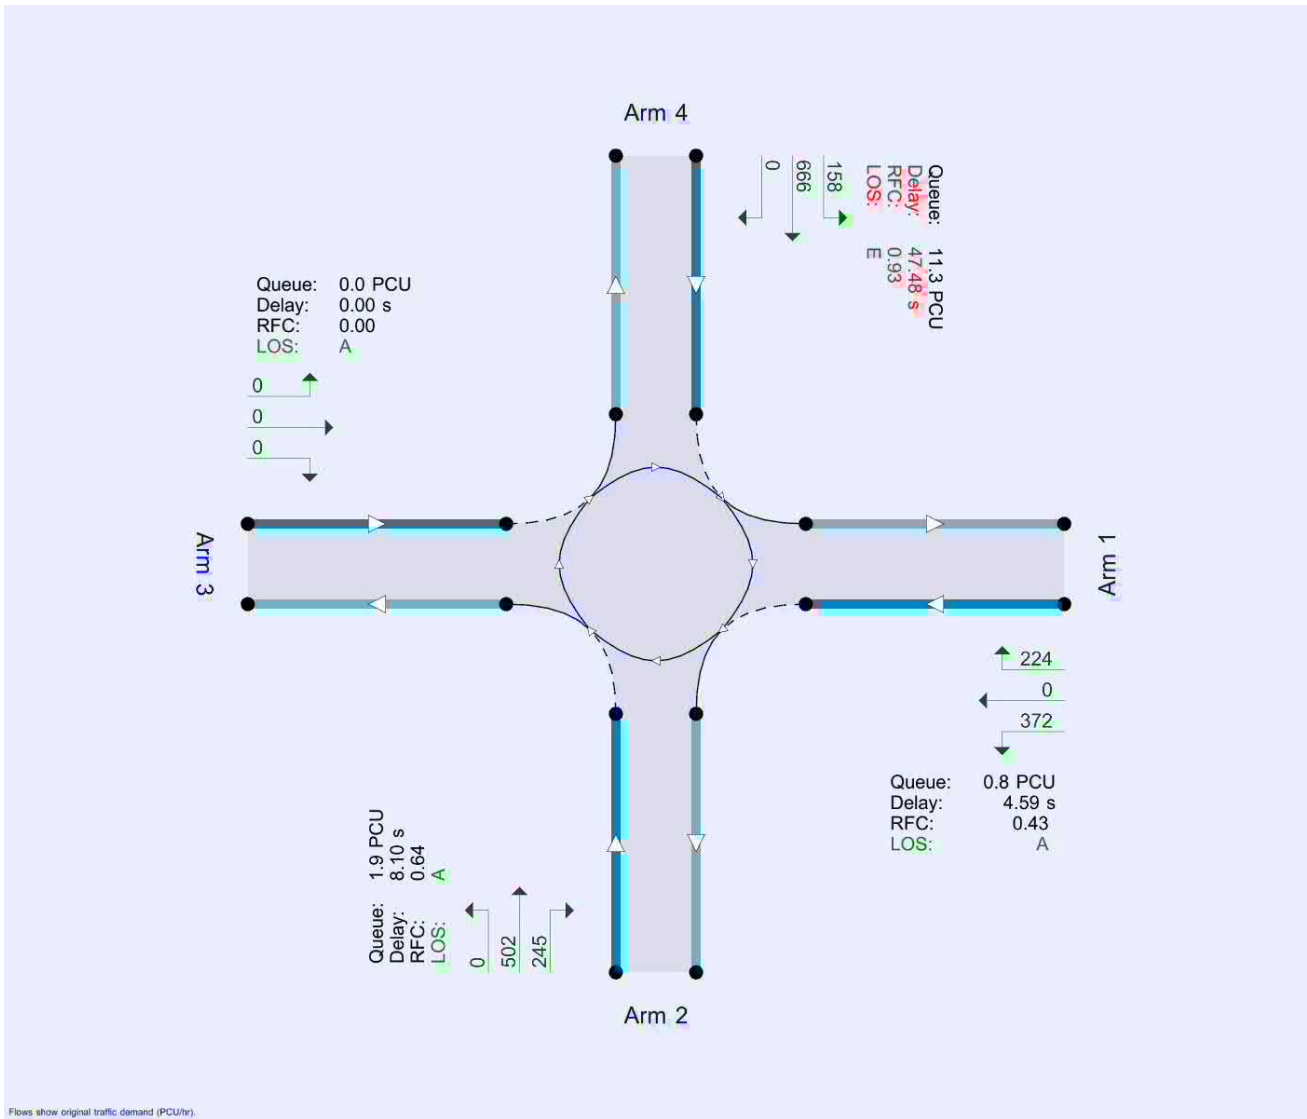 Arm 4
0
666
158
Queue: 11.3 PCU
Delay: 47.48 s
RFC: 0.93
LOS: E
Queue: 0.0 PCU
Delay: 0.00 s
RFC: 0.00
LOS: A
0
0
0
Arm 3
Arm 1
224
0
372
Queue: 0.8 PCU
Delay: 4.59 s
RFC: 0.43
LOS: A
Queue: 1.9 PCU
Delay: 8.10 s
RFC: 0.64
LOS: A
0
502
245
Arm 2
Flows show original traffic demand (PCU/hr).